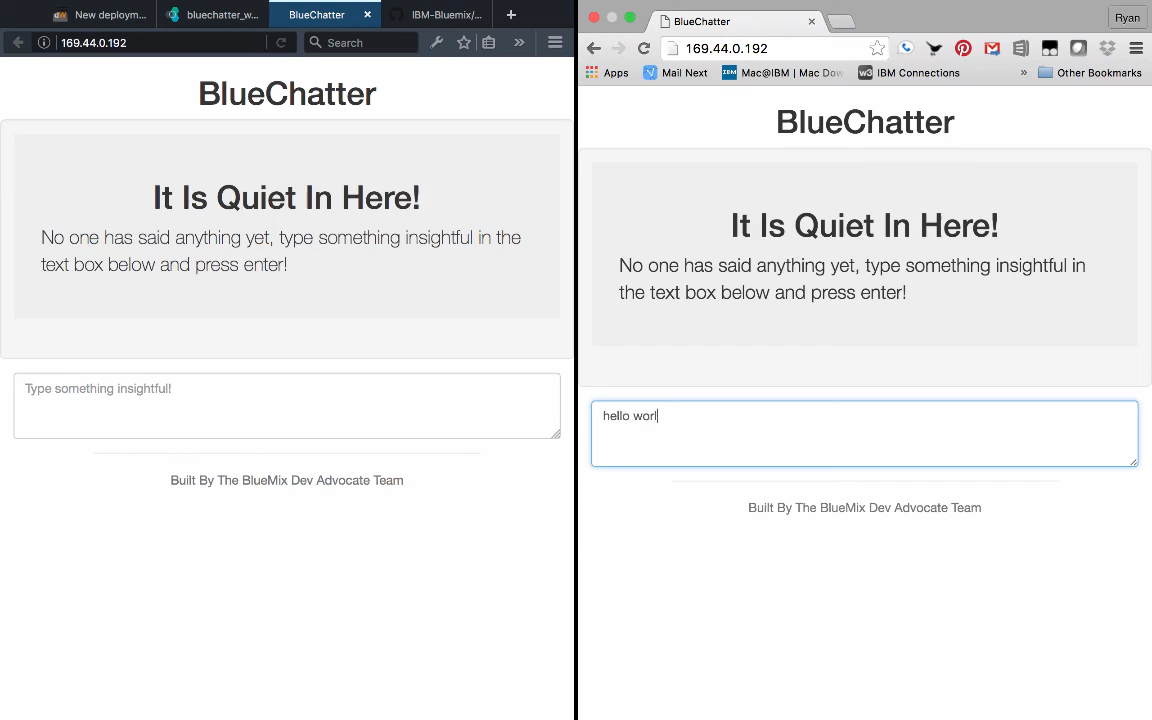 New deploym...
bluechatter_w...
BlueChatter
IBM-Bluemix/...
169.44.0.192
Search
BlueChatter
It Is Quiet In Here!
No one has said anything yet, type something insightful in the
text box below and press enter!
Type something insightful!
Built By The BlueMix Dev Advocate Team
BlueChatter
Ryan
169.44.0.192
Apps
Mail Next
IBM
Mac@IBM | Mac Dow
w3
IBM Connections
»
Other Bookmarks
BlueChatter
It Is Quiet In Here!
No one has said anything yet, type something insightful in
the text box below and press enter!
hello worl
Built By The BlueMix Dev Advocate Team